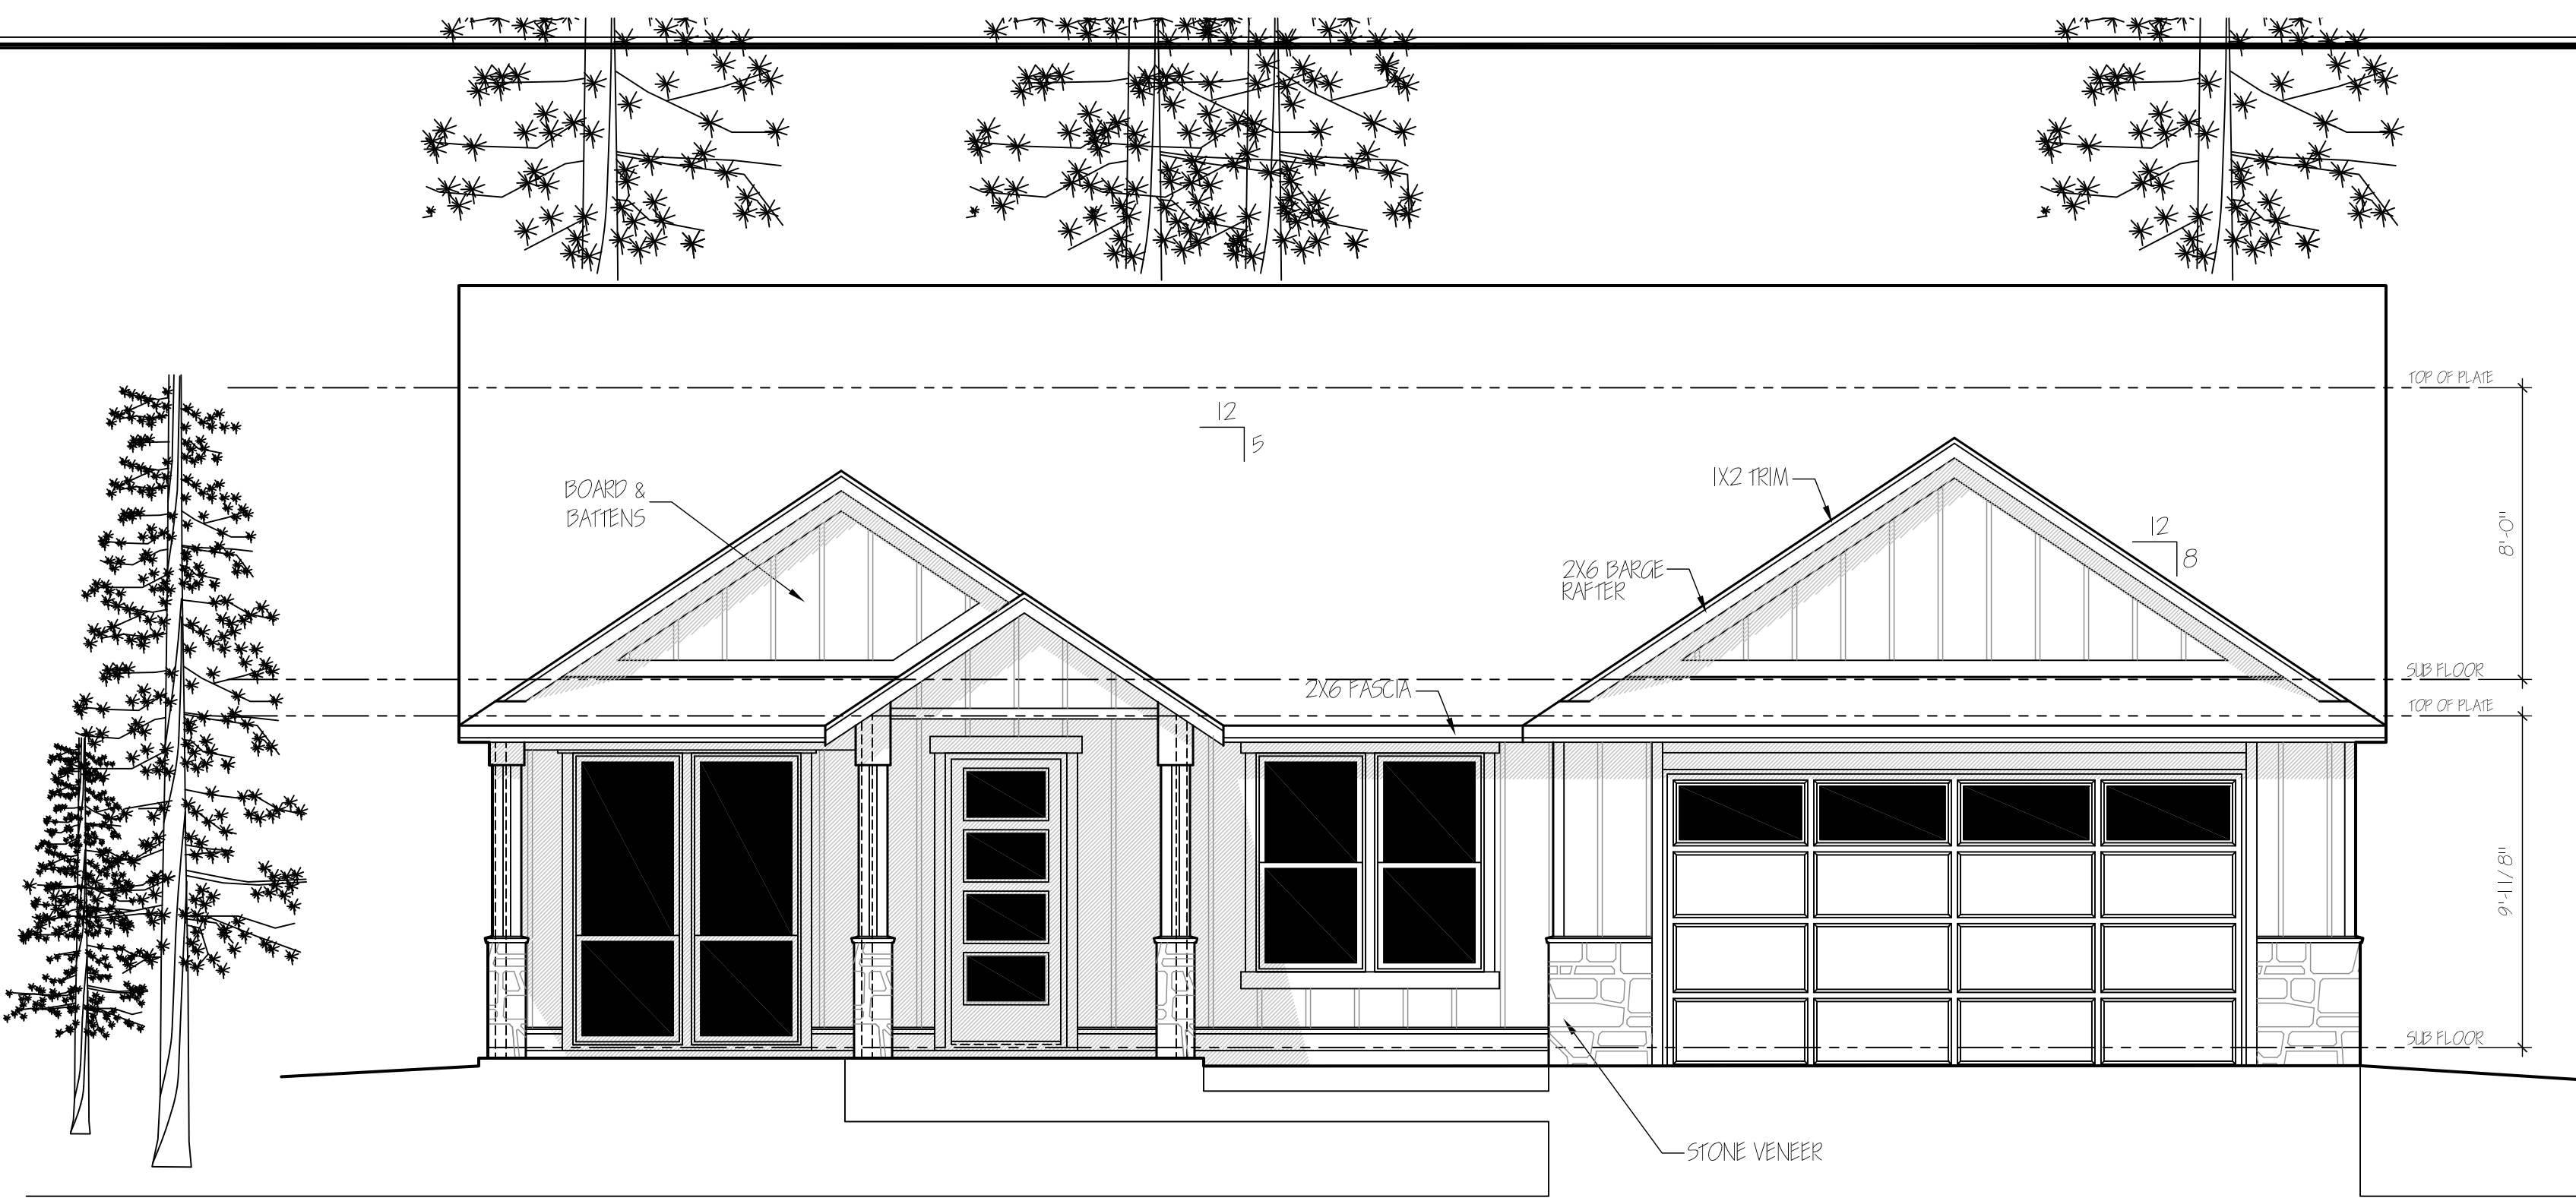 TOP OF PLATE
12
5
1X2 TRIM
BOARD &
BATTENS
12
8
8'-0"
2X6 BARGE
RAFTER
SUB FLOOR
2X6 FASCIA
TOP OF PLATE
9'-1 1/8"
SUB FLOOR
STONE VENEER